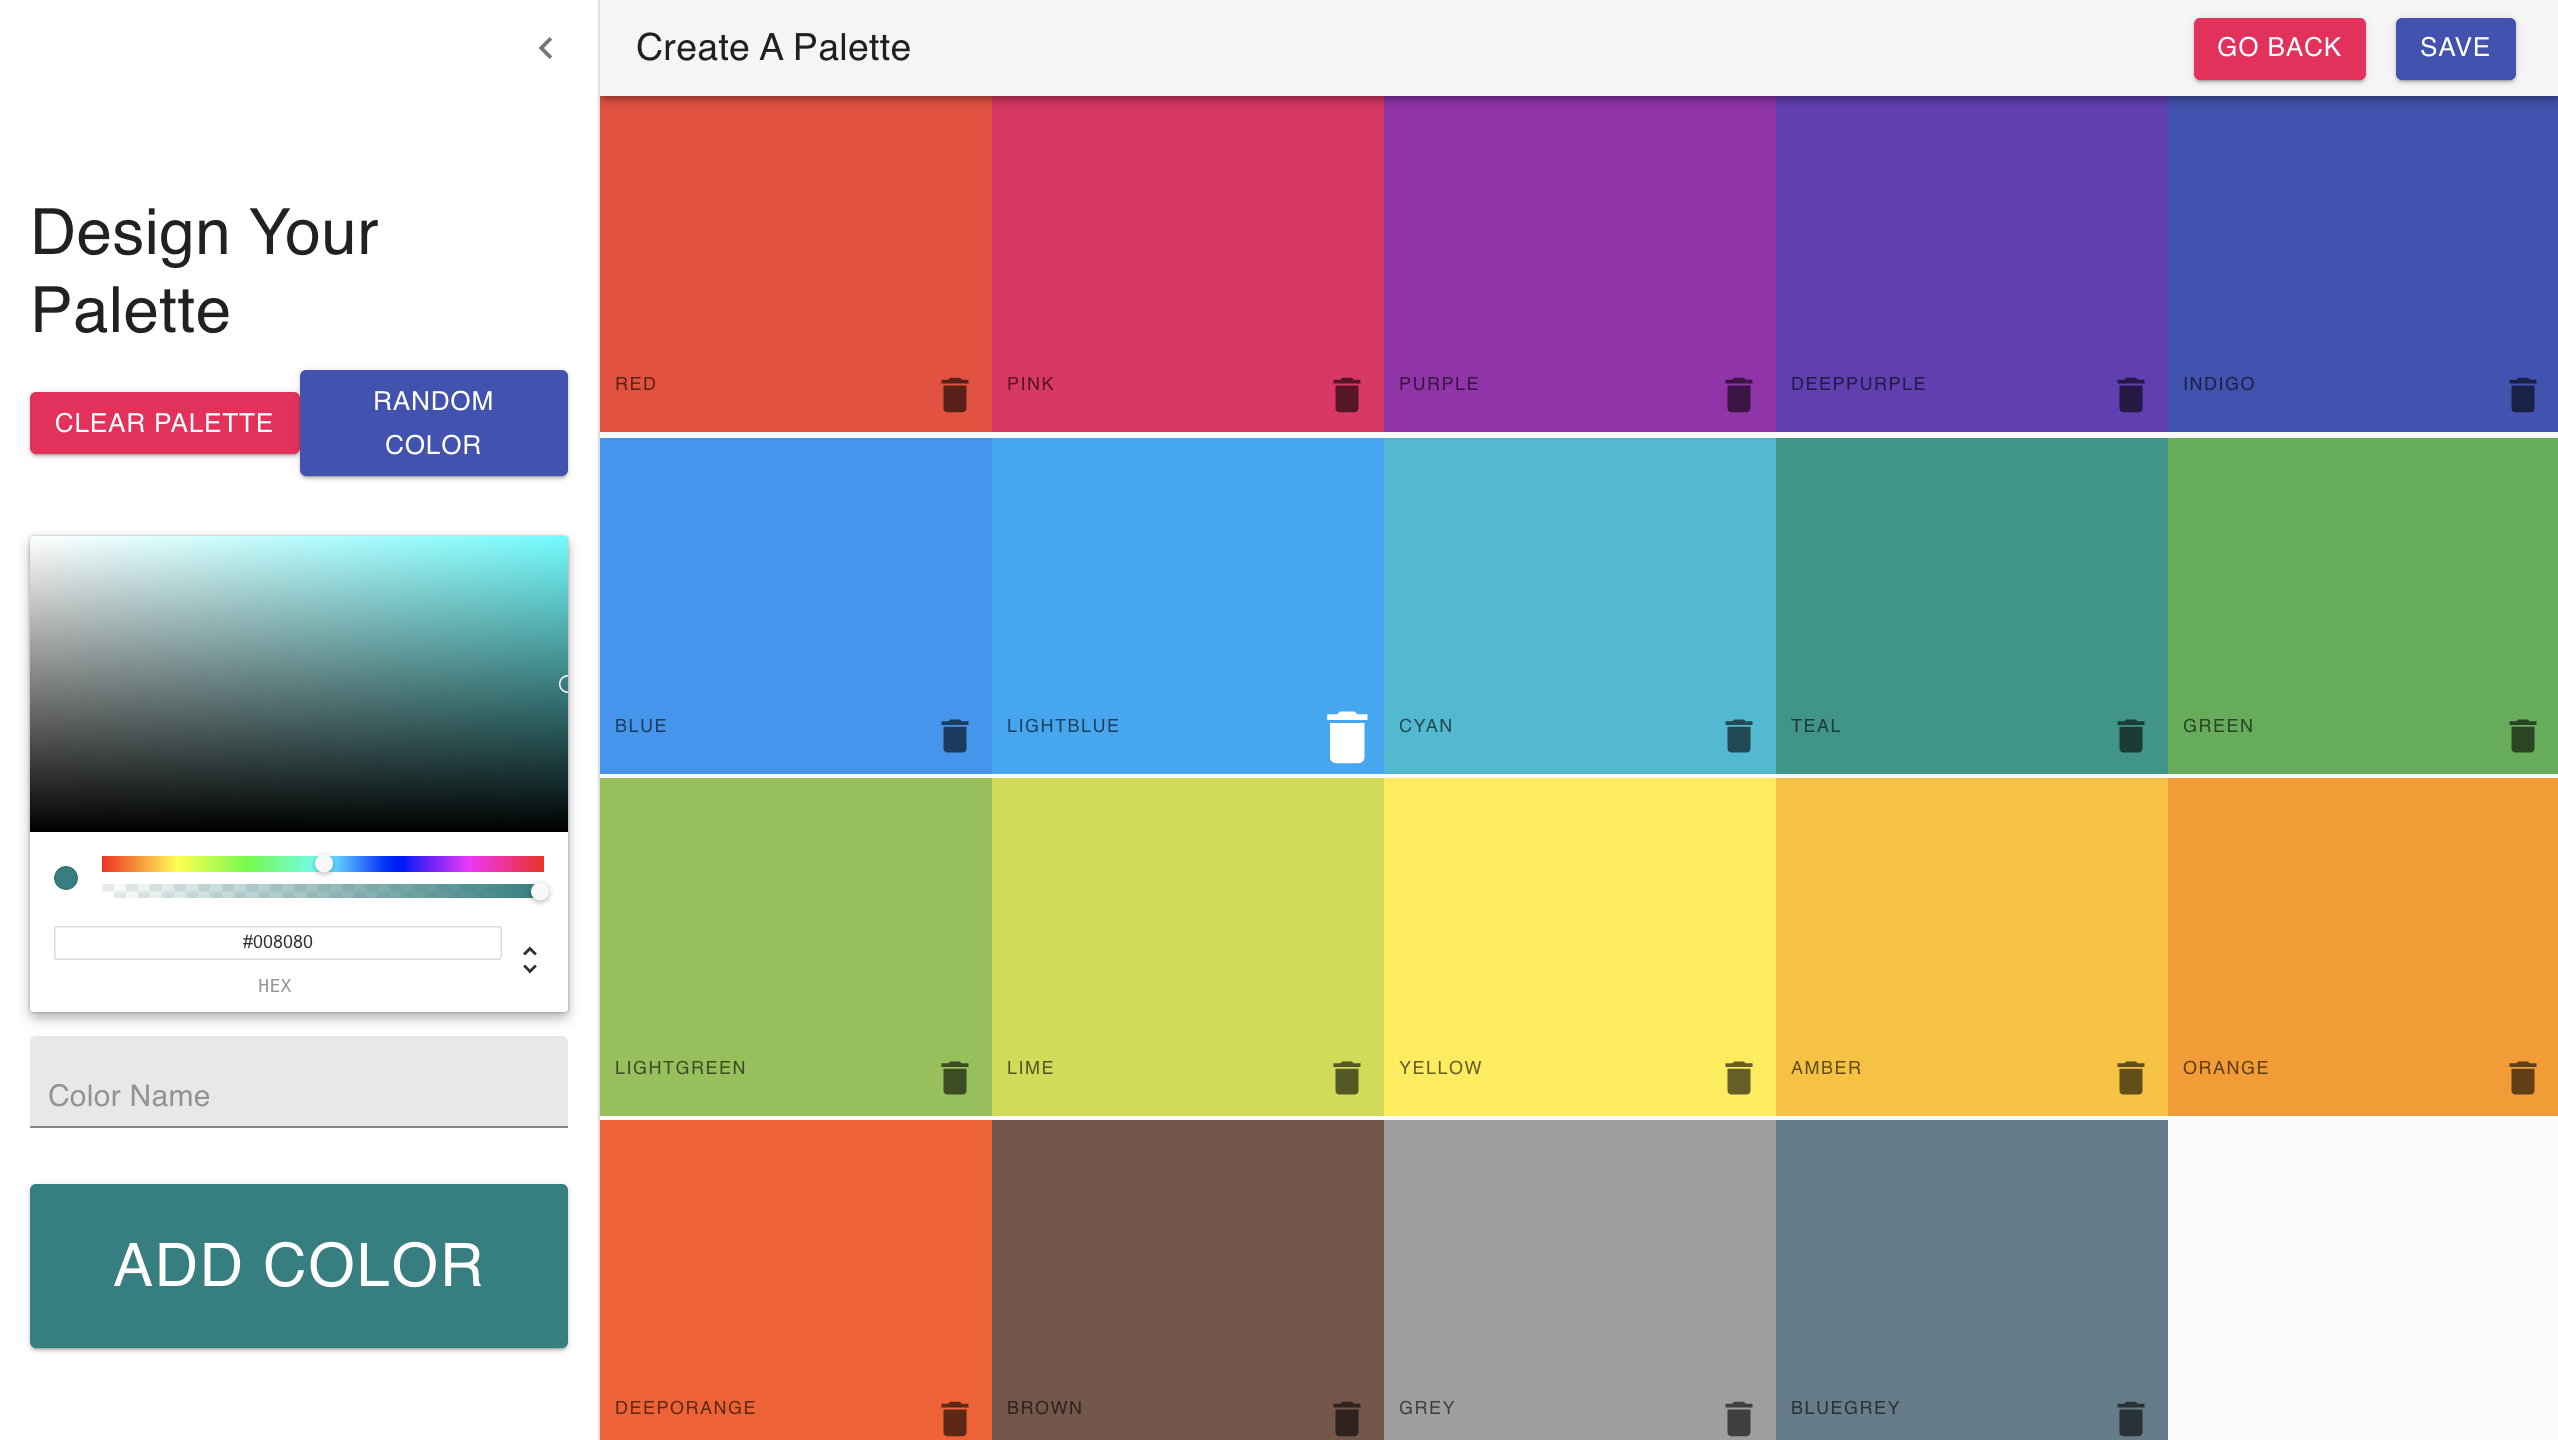 Create A Palette
GO BACK
SAVE
Design Your
Palette
CLEAR PALETTE
RANDOM
COLOR
#008080
HEX
Color Name
ADD COLOR
RED
PINK
PURPLE
DEEPPURPLE
INDIGO
BLUE
LIGHTBLUE
CYAN
TEAL
GREEN
LIGHTGREEN
LIME
YELLOW
AMBER
ORANGE
DEEPORANGE
BROWN
GREY
BLUEGREY